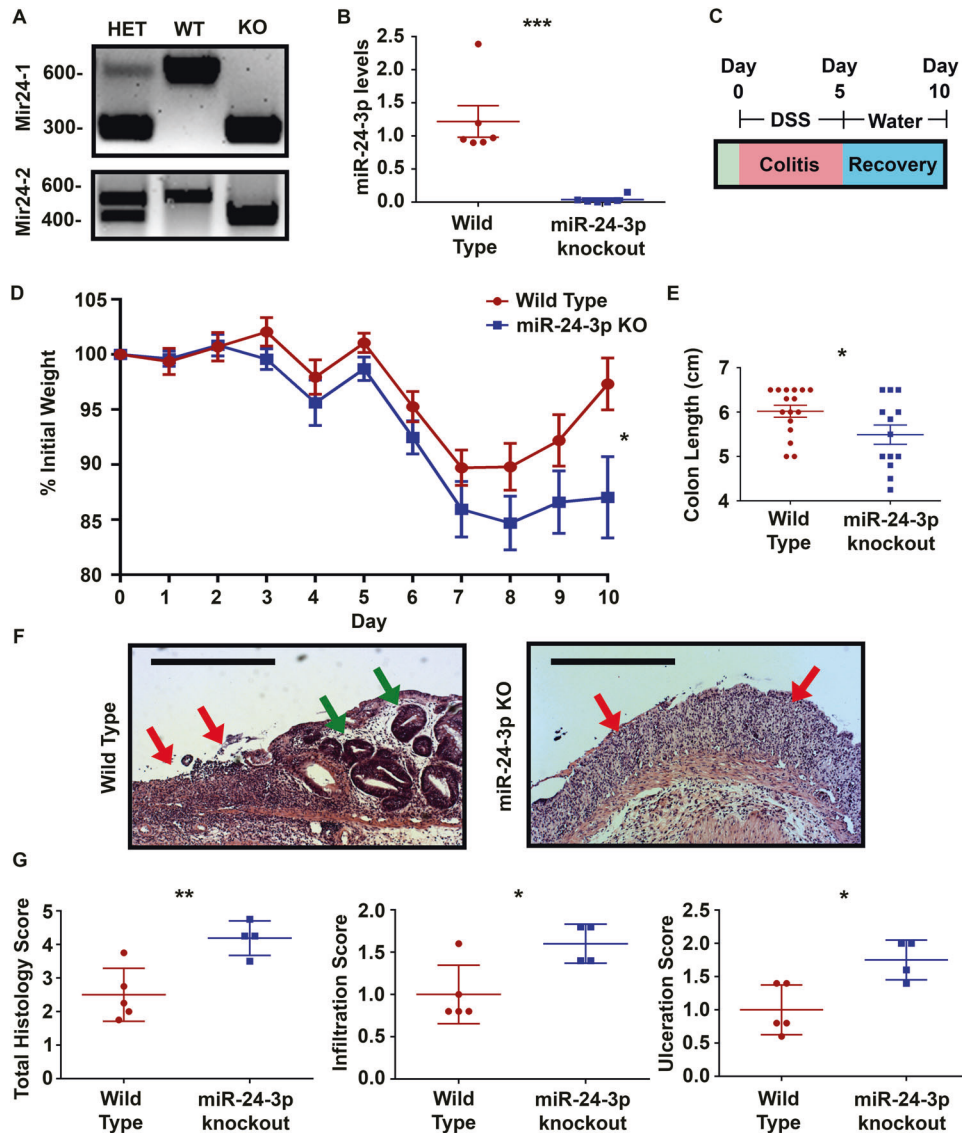 A
HET WT KO
Mir24-1
600-
300-
Mir24-2
600-
400-
B
***
miR-24-3p levels
2.5
2.0
1.5
1.0
0.5
0.0
Wild
Type
miR-24-3p
knockout
C
Day Day Day
0 5 10
DSS Water
Colitis Recovery
D
% Initial Weight
105
100
95
90
85
80
Wild Type
miR-24-3p KO
*
0 1 2 3 4 5 6 7 8 9 10
Day
E
*
Colon Length (cm)
7
6
5
4
Wild
Type
miR-24-3p
knockout
F
Wild Type
miR-24-3p KO
G
**
Total Histology Score
5
4
3
2
1
0
Wild
Type
miR-24-3p
knockout
*
Infiltration Score
2.0
1.5
1.0
0.5
0.0
Wild
Type
miR-24-3p
knockout
*
Ulceration Score
2.5
2.0
1.5
1.0
0.5
0.0
Wild
Type
miR-24-3p
knockout